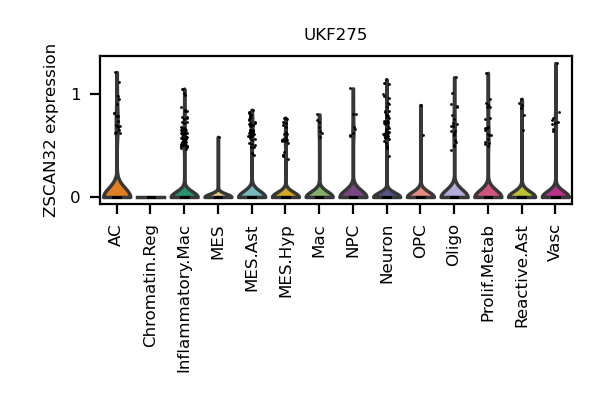 UKF275
ZSCAN32 expression
1
0
AC
Chromatin.Reg
Inflammatory.Mac
MES
MES.Ast
MES.Hyp
Mac
NPC
Neuron
OPC
Oligo
Prolif.Metab
Reactive.Ast
Vasc